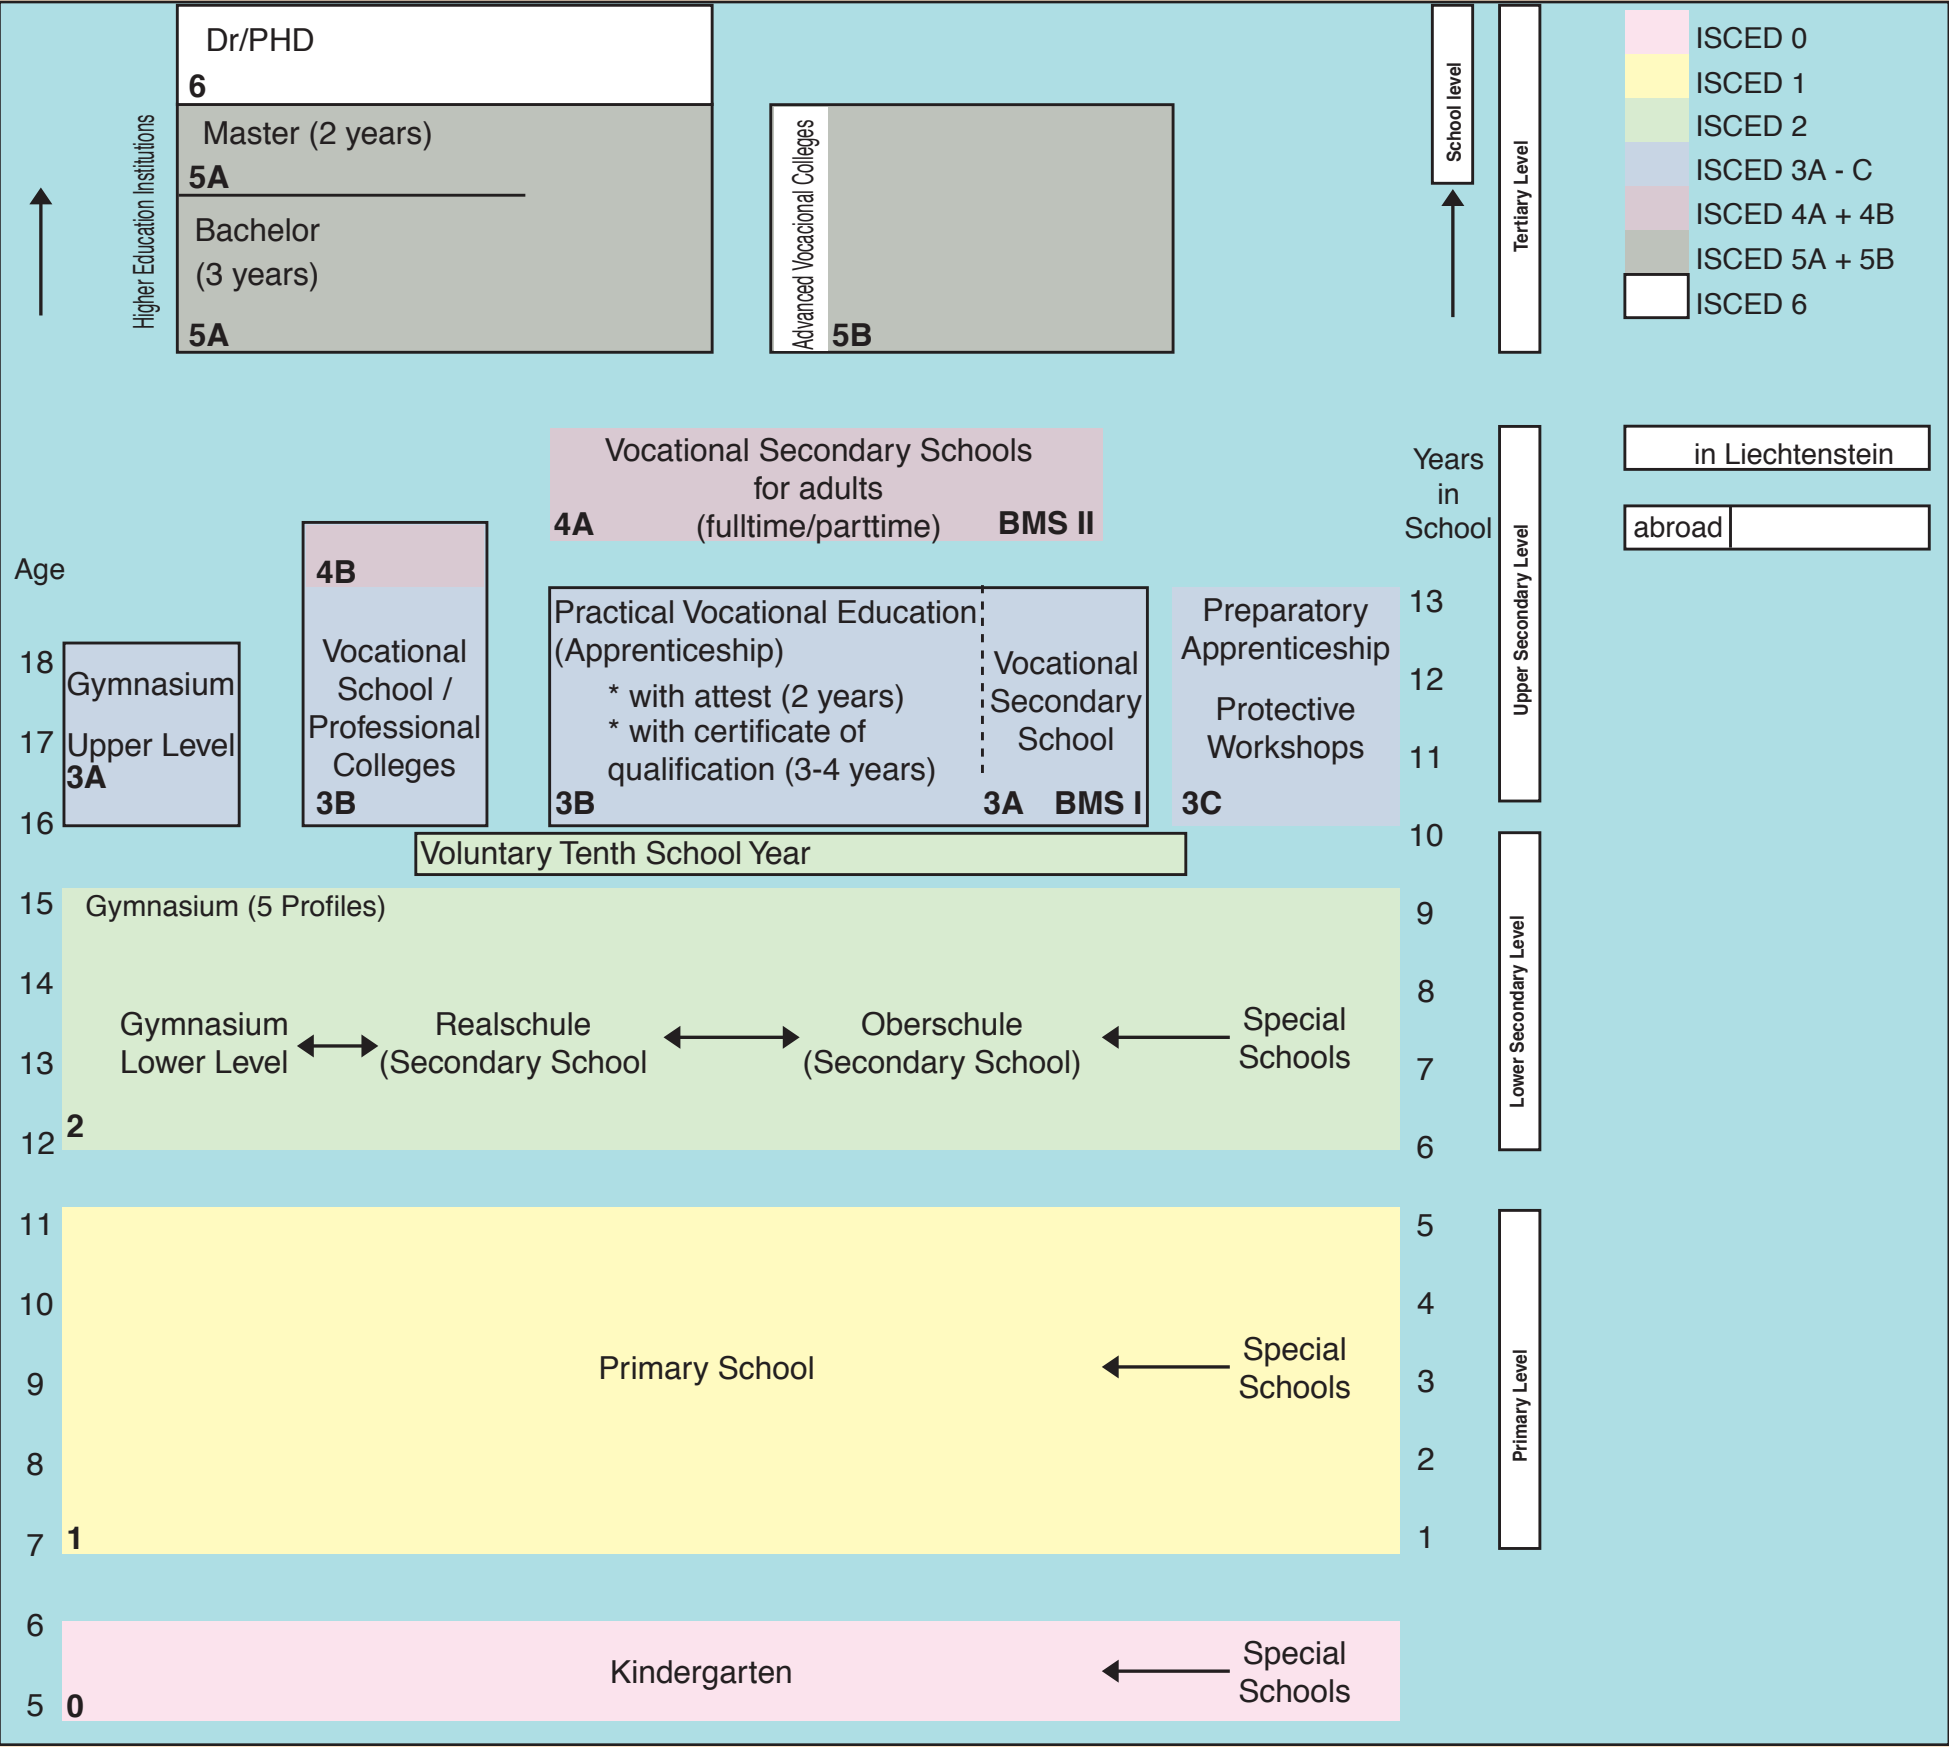 Dr/PHD
6
Higher Education Institutions
Master (2 years)
5A
Bachelor
(3 years)
5A
Advanced Vocacional Colleges
5B
School level
Tertiary Level
ISCED 0
ISCED 1
ISCED 2
ISCED 3A - C
ISCED 4A + 4B
ISCED 5A + 5B
ISCED 6
in Liechtenstein
abroad
Vocational Secondary Schools
for adults
4A (fulltime/parttime) BMS II
Years
in
School
Upper Secondary Level
Age
18
17
16
Gymnasium
Upper Level
3A
4B
Vocational
School /
Professional
Colleges
3B
Practical Vocational Education
(Apprenticeship)
* with attest (2 years)
* with certificate of
qualification (3-4 years)
3B
Vocational
Secondary
School
3A BMS I
Preparatory
Apprenticeship
Protective
Workshops
3C
13
12
11
10
Voluntary Tenth School Year
15
14
13
12
Gymnasium (5 Profiles)
Gymnasium
Lower Level
Realschule
(Secondary School
Oberschule
(Secondary School)
Special
Schools
2
9
8
7
6
Lower Secondary Level
11
10
9
8
7
Primary School
Special
Schools
1
5
4
3
2
1
Primary Level
6
5
Kindergarten
Special
Schools
0